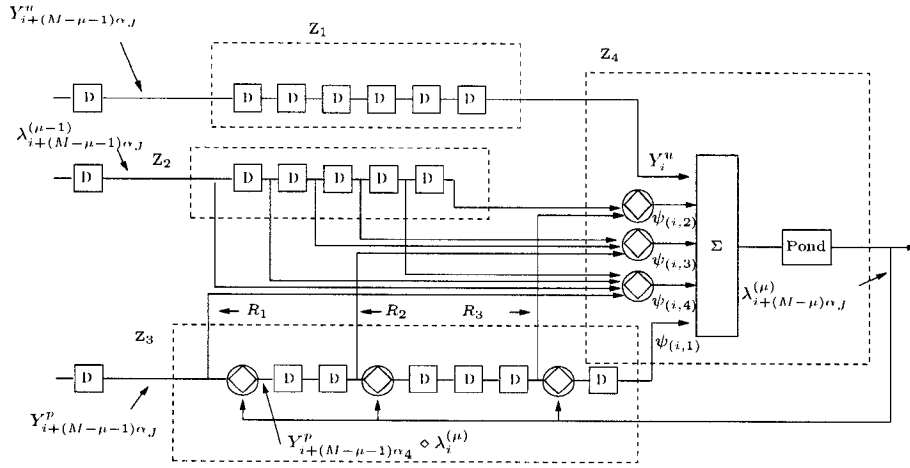 Y^u_{i+(M−μ−1)α_J}
Z_1
Z_4
D D D D D D D
λ^{(μ−1)}_{i+(M−μ−1)α_J}
Z_2
Y^u_i
D D D D D D
ψ_{(i,2)}
Σ
Pond
ψ_{(i,3)}
ψ_{(i,4)}
λ^{(μ)}_{i+(M−μ)α_J}
R_1 R_2 R_3
Z_3
ψ_{(i,1)}
D D D D D D D
Y^p_{i+(M−μ−1)α_J}
Y^p_{i+(M−μ−1)α_4} ⋄ λ^{(μ)}_i